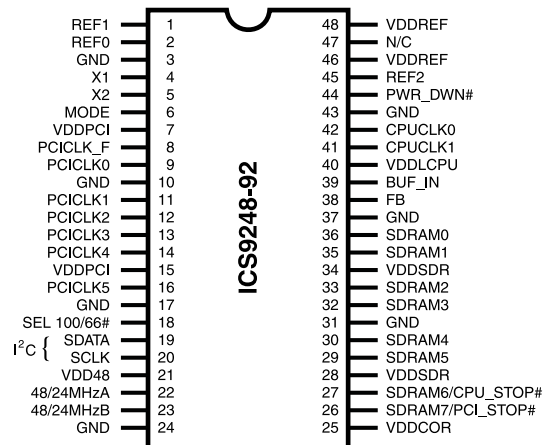 REF1 1 48 VDDREF
REF0 2 47 N/C
GND 3 46 VDDREF
X1 4 45 REF2
X2 5 44 PWR_DWN#
MODE 6 43 GND
VDDPCI 7 42 CPUCLK0
PCICLK_F 8 41 CPUCLK1
PCICLK0 9 40 VDDLCPU
GND 10 39 BUF_IN
PCICLK1 11 38 FB
PCICLK2 12 37 GND
PCICLK3 13 36 SDRAM0
PCICLK4 14 35 SDRAM1
VDDPCI 15 34 VDDSDR
PCICLK5 16 33 SDRAM2
GND 17 32 SDRAM3
SEL 100/66# 18 31 GND
I²C { SDATA 19 30 SDRAM4
SCLK 20 29 SDRAM5
VDD48 21 28 VDDSDR
48/24MHzA 22 27 SDRAM6/CPU_STOP#
48/24MHzB 23 26 SDRAM7/PCI_STOP#
GND 24 25 VDDCOR
ICS9248-92